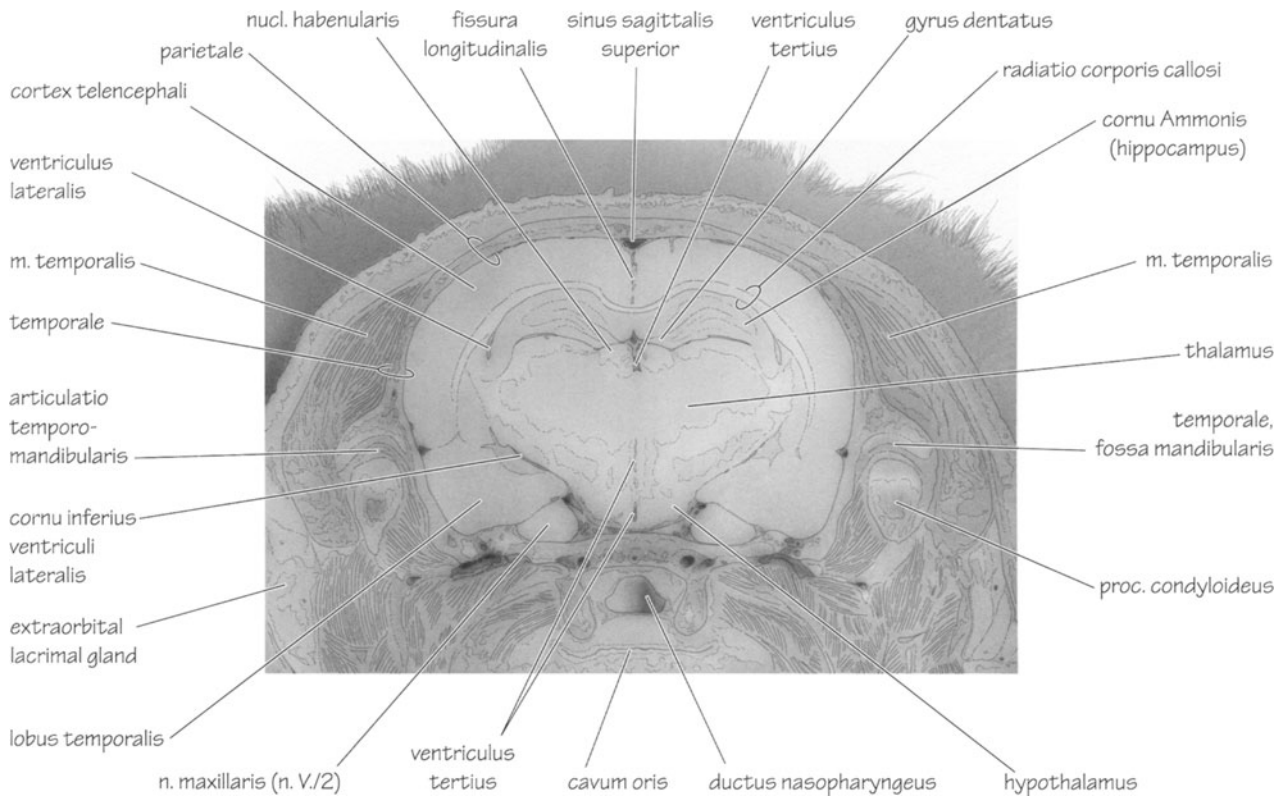 nucl. habenularis
fissura
longitudinalis
sinus sagittalis
superior
ventriculus
tertius
gyrus dentatus
parietale
radiatio corporis callosi
cortex telencephali
cornu Ammonis
(hippocampus)
ventriculus
lateralis
m. temporalis
m. temporalis
temporale
thalamus
articulatio
temporo-
mandibularis
temporale,
fossa mandibularis
cornu inferius
ventriculi
lateralis
proc. condyloideus
extraorbital
lacrimal gland
lobus temporalis
n. maxillaris (n. V./2)
ventriculus
tertius
cavum oris
ductus nasopharyngeus
hypothalamus